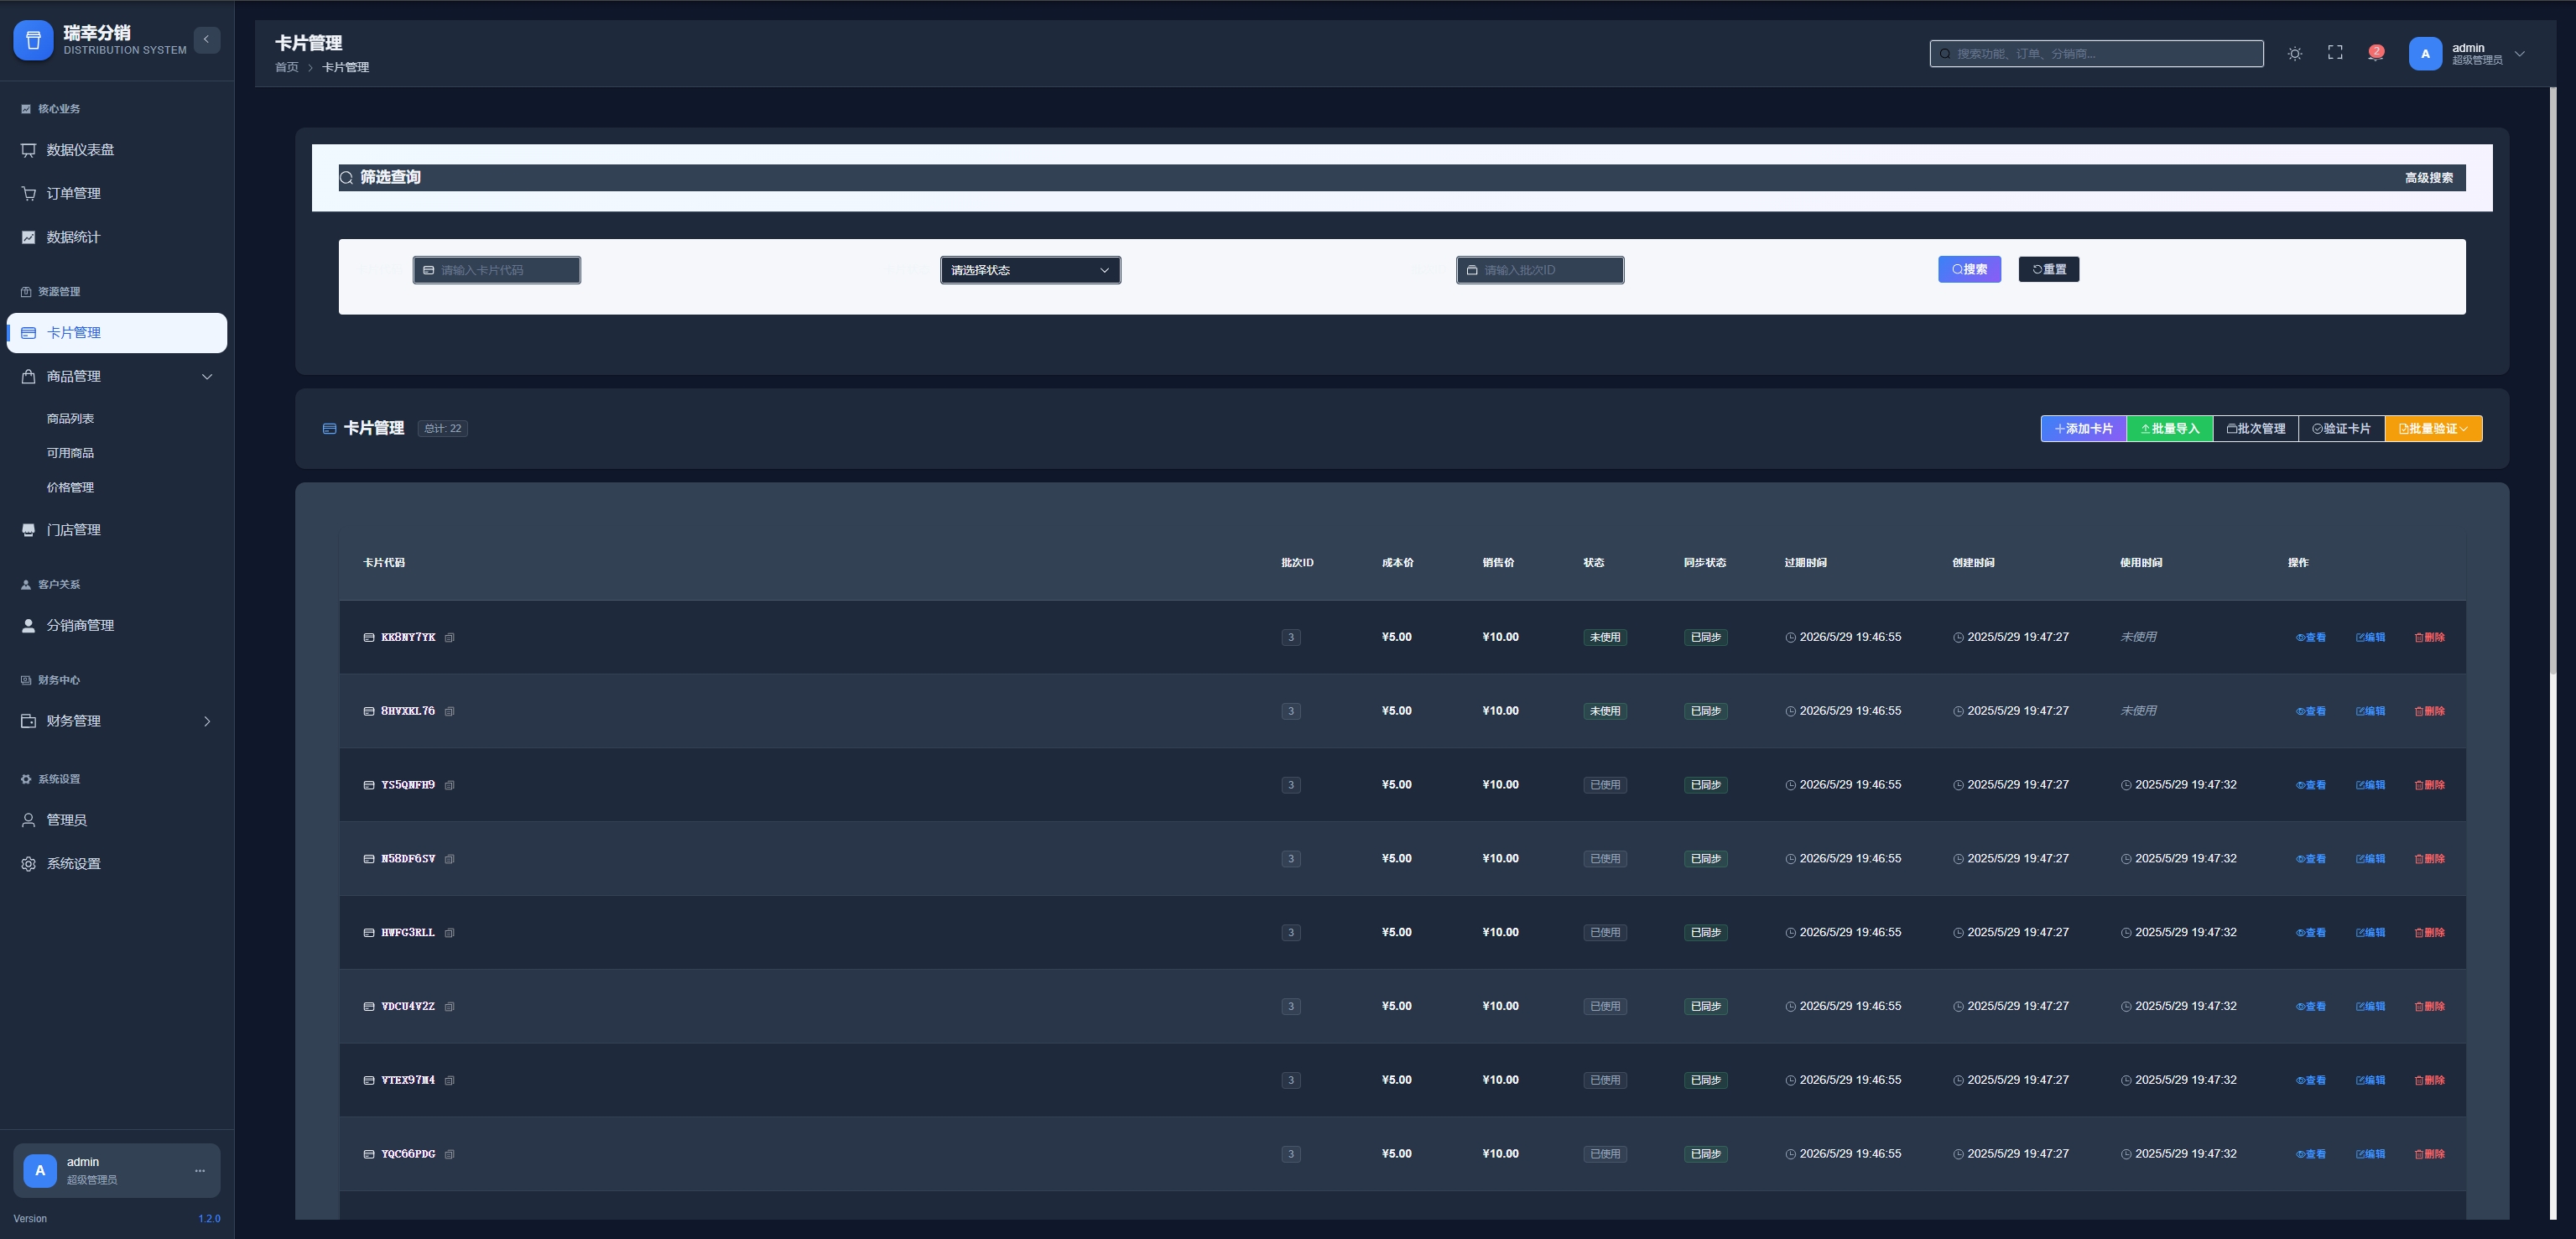 瑞幸分销
DISTRIBUTION SYSTEM
核心业务
数据仪表盘
订单管理
数据统计
资源管理
卡片管理
商品管理
商品列表
可用商品
价格管理
门店管理
客户关系
分销商管理
财务中心
财务管理
系统设置
管理员
系统设置
A admin
超级管理员
Version 1.2.0
卡片管理
首页 > 卡片管理
搜索功能、订单、分销商...
2
A admin
超级管理员
筛选查询 高级搜索
请输入卡片代码 请选择状态 请输入批次ID 搜索 重置
卡片管理 总计: 22 添加卡片 批量导入 批次管理 验证卡片 批量验证
卡片代码 批次ID 成本价 销售价 状态 同步状态 过期时间 创建时间 使用时间 操作
KK8NY7YK 3 ¥5.00 ¥10.00 未使用 已同步 2026/5/29 19:46:55 2025/5/29 19:47:27 未使用 查看 编辑 删除
8HVXKL76 3 ¥5.00 ¥10.00 未使用 已同步 2026/5/29 19:46:55 2025/5/29 19:47:27 未使用 查看 编辑 删除
YS5QNFH9 3 ¥5.00 ¥10.00 已使用 已同步 2026/5/29 19:46:55 2025/5/29 19:47:27 2025/5/29 19:47:32 查看 编辑 删除
N58DF6SV 3 ¥5.00 ¥10.00 已使用 已同步 2026/5/29 19:46:55 2025/5/29 19:47:27 2025/5/29 19:47:32 查看 编辑 删除
HWFG3RLL 3 ¥5.00 ¥10.00 已使用 已同步 2026/5/29 19:46:55 2025/5/29 19:47:27 2025/5/29 19:47:32 查看 编辑 删除
VDCU4V2Z 3 ¥5.00 ¥10.00 已使用 已同步 2026/5/29 19:46:55 2025/5/29 19:47:27 2025/5/29 19:47:32 查看 编辑 删除
VTEX97M4 3 ¥5.00 ¥10.00 已使用 已同步 2026/5/29 19:46:55 2025/5/29 19:47:27 2025/5/29 19:47:32 查看 编辑 删除
YQC66PDG 3 ¥5.00 ¥10.00 已使用 已同步 2026/5/29 19:46:55 2025/5/29 19:47:27 2025/5/29 19:47:32 查看 编辑 删除